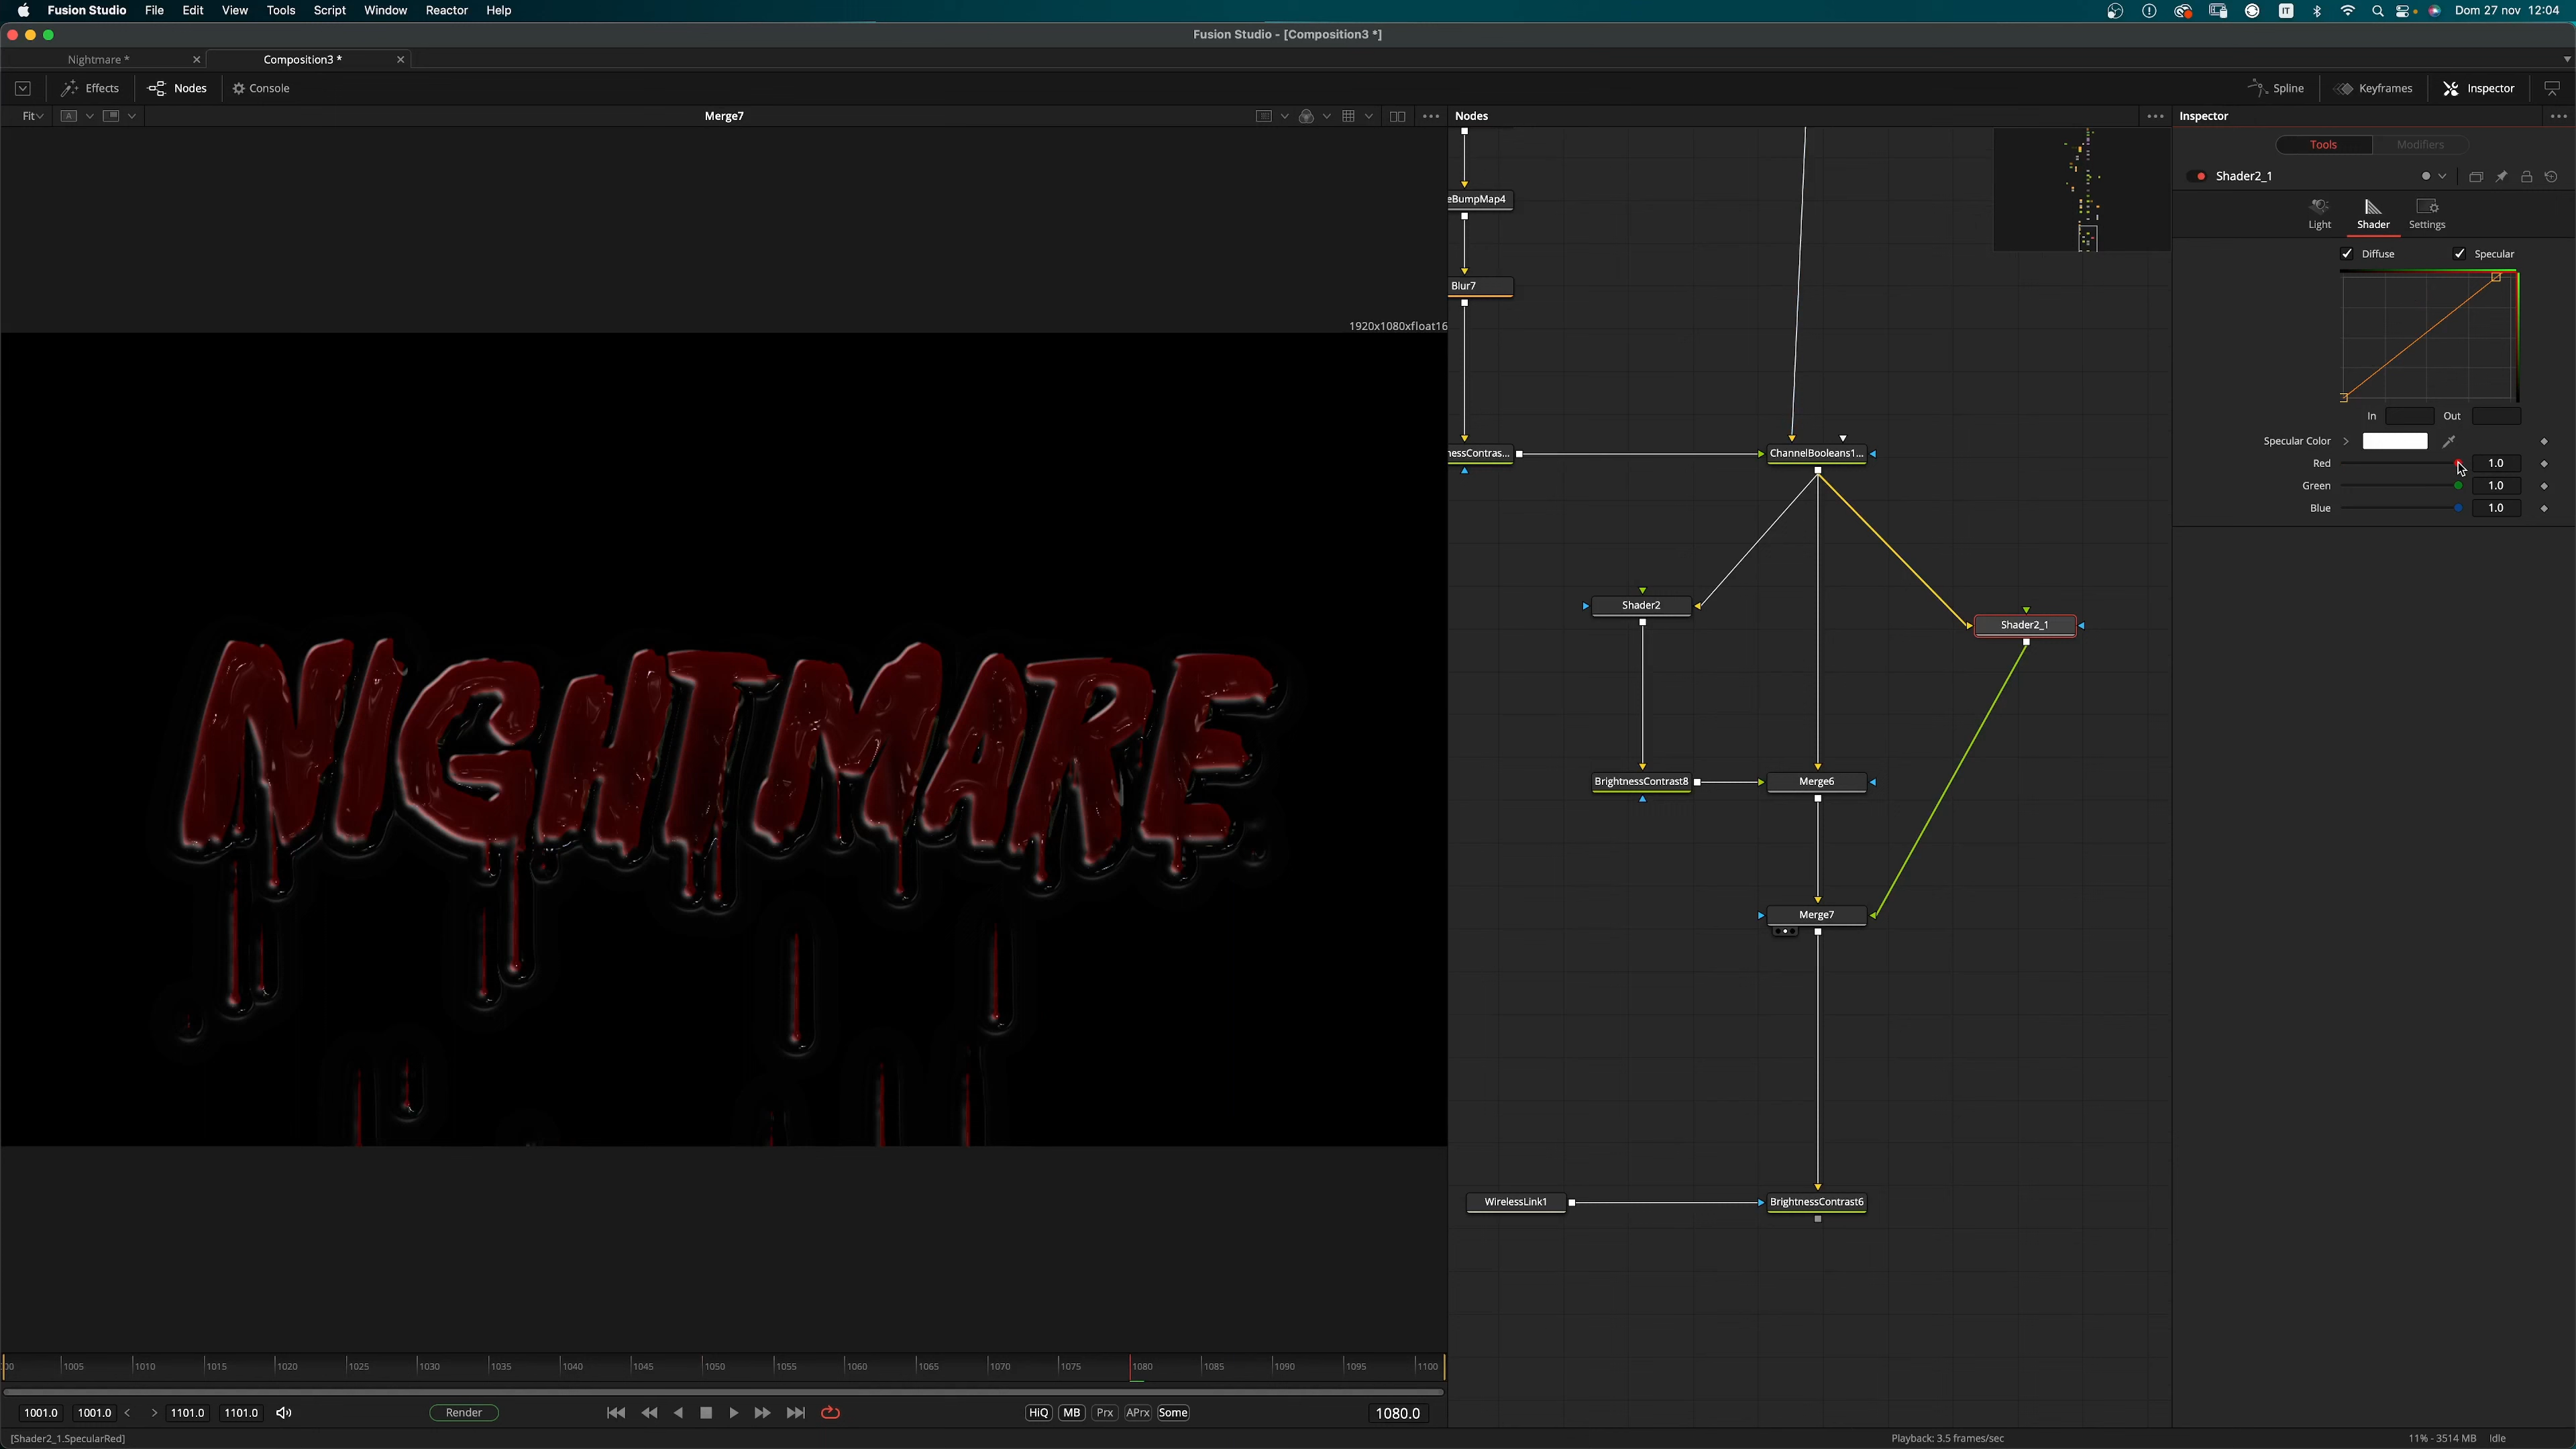 Fusion Studio File Edit View Tools Script Window Reactor Help IT Dom 27 nov 12:04
Fusion Studio - [Composition3 *]
Nightmare *
Composition3 *
Effects Nodes Console Spline Keyframes Inspector
Fit A Merge7 Nodes Inspector
Tools Modifiers
Shader2_1
Light Shader Settings
Diffuse Specular
In Out
Specular Color
Red 1.0
Green 1.0
Blue 1.0
1920x1080xfloat16
NIGHTMARE
eBumpMap4
Blur7
nessContras...
ChannelBooleans1...
Shader2
Shader2_1
BrightnessContrast8
Merge6
Merge7
WirelessLink1
BrightnessContrast6
00 1005 1010 1015 1020 1025 1030 1035 1040 1045 1050 1055 1060 1065 1070 1075 1080 1085 1090 1095 1100
1001.0 1001.0 < > 1101.0 1101.0 Render HiQ MB Prx APrx Some 1080.0
[Shader2_1.SpecularRed] Playback: 3.5 frames/sec 11% - 3514 MB Idle